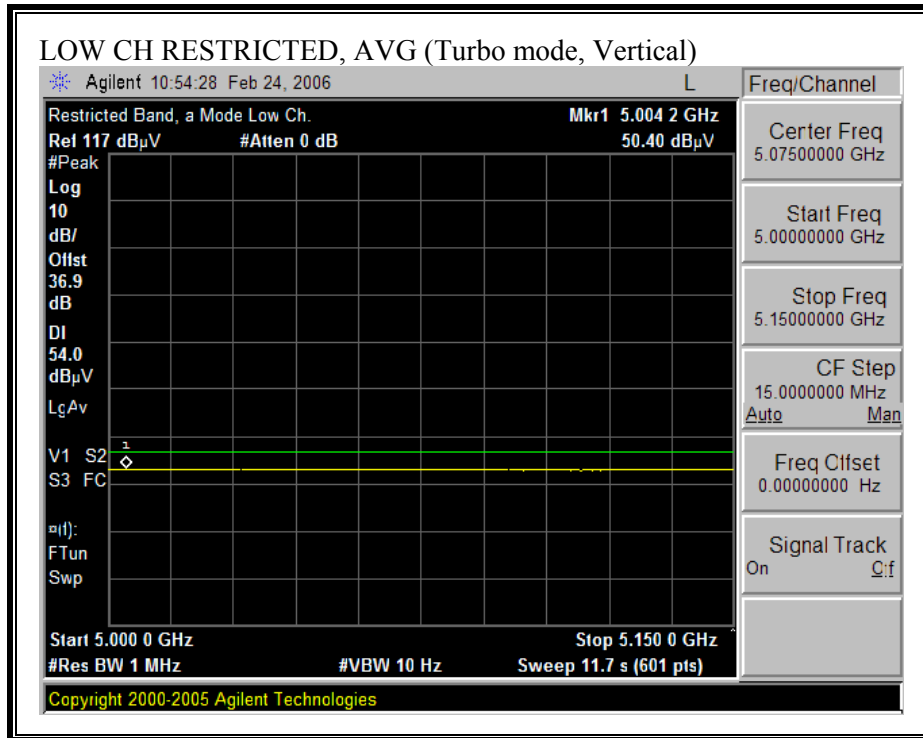 LOW CH RESTRICTED, AVG (Turbo mode, Vertical)
Agilent 10:54:28 Feb 24, 2006 L
Freq/Channel
Restricted Band, a Mode Low Ch. Mkr1 5.004 2 GHz
Ref 117 dBµV #Atten 0 dB 50.40 dBµV
#Peak
Log
10
dB/
Offst
36.9
dB
DI
54.0
dBµV
LgAv
1
V1 S2
S3 FC
¤(f):
FTun
Swp
Start 5.000 0 GHz Stop 5.150 0 GHz
#Res BW 1 MHz #VBW 10 Hz Sweep 11.7 s (601 pts)
Center Freq
5.07500000 GHz
Start Freq
5.00000000 GHz
Stop Freq
5.15000000 GHz
CF Step
15.0000000 MHz
Auto Man
Freq Offset
0.00000000 Hz
Signal Track
On Off
Copyright 2000-2005 Agilent Technologies